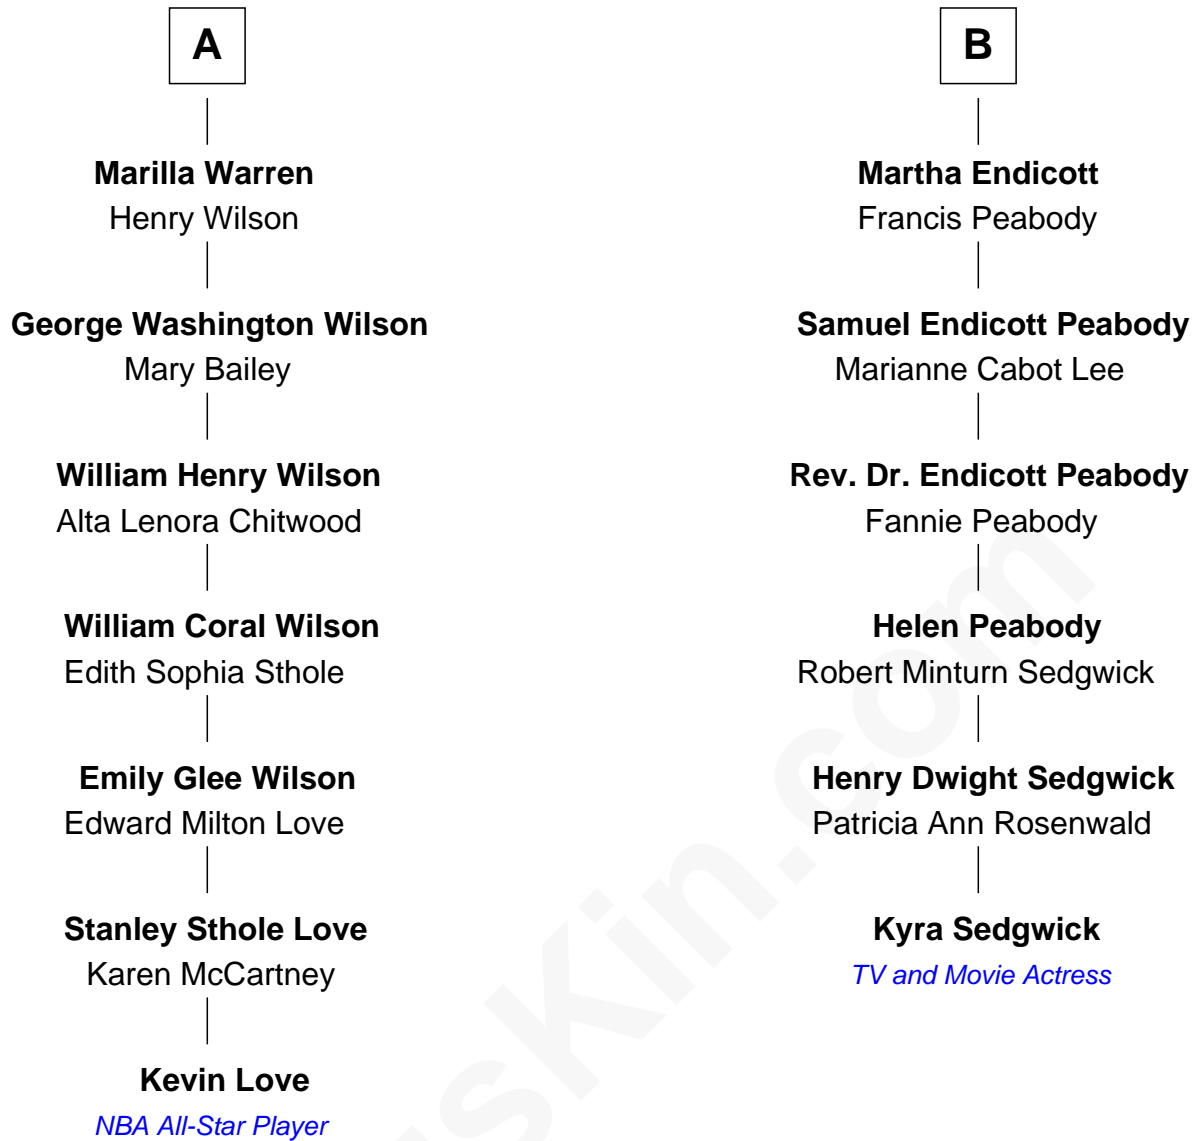 A
Marilla Warren
Henry Wilson
George Washington Wilson
Mary Bailey
William Henry Wilson
Alta Lenora Chitwood
William Coral Wilson
Edith Sophia Sthole
Emily Glee Wilson
Edward Milton Love
Stanley Sthole Love
Karen McCartney
Kevin Love
NBA All-Star Player
B
Martha Endicott
Francis Peabody
Samuel Endicott Peabody
Marianne Cabot Lee
Rev. Dr. Endicott Peabody
Fannie Peabody
Helen Peabody
Robert Minturn Sedgwick
Henry Dwight Sedgwick
Patricia Ann Rosenwald
Kyra Sedgwick
TV and Movie Actress